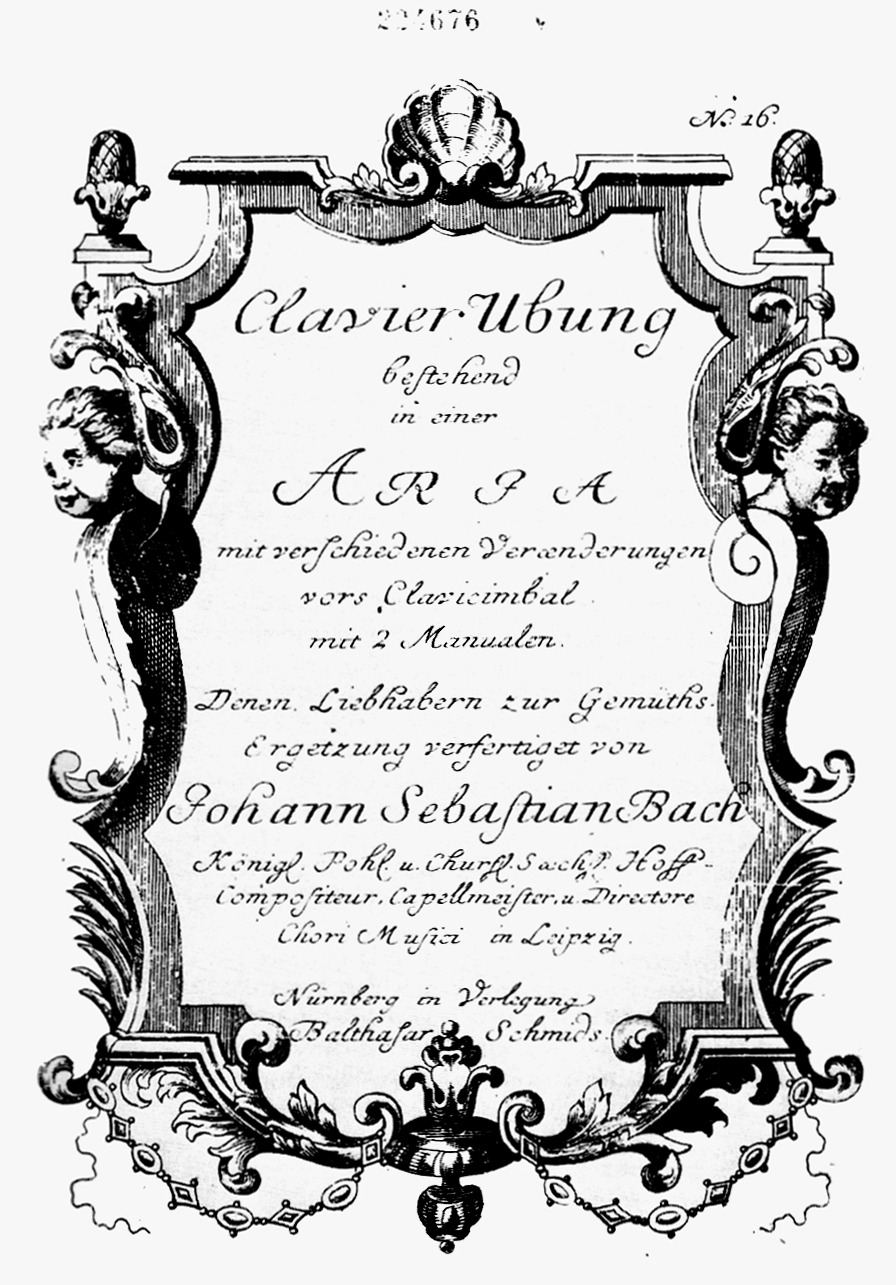 224676
No. 16.
Clavier Ubung
bestehend
in einer
ARIA
mit verschiedenen Veraenderungen
vors Clavicimbal
mit 2 Manualen.
Denen Liebhabern zur Gemüths-
Ergetzung verfertiget von
Johann Sebastian Bach
Königl. Pohl. u. Churfl. Saechs. Hoff-
Compositeur, Capellmeister, u. Directore
Chori Musici in Leipzig.
Nürnberg in Verlegung
Balthasar Schmids.